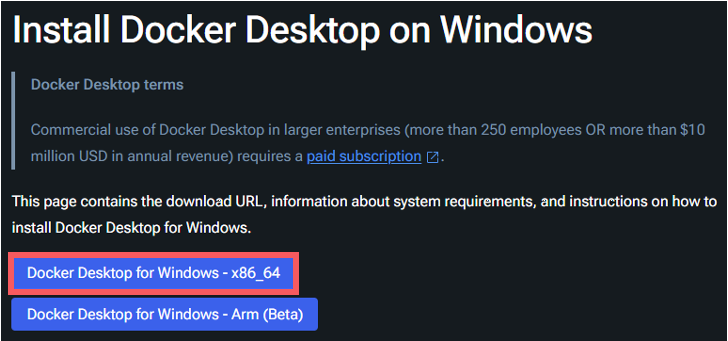 Install Docker Desktop on Windows
Docker Desktop terms
Commercial use of Docker Desktop in larger enterprises (more than 250 employees OR more than $10
million USD in annual revenue) requires a paid subscription.
This page contains the download URL, information about system requirements, and instructions on how to
install Docker Desktop for Windows.
Docker Desktop for Windows - x86_64
Docker Desktop for Windows - Arm (Beta)